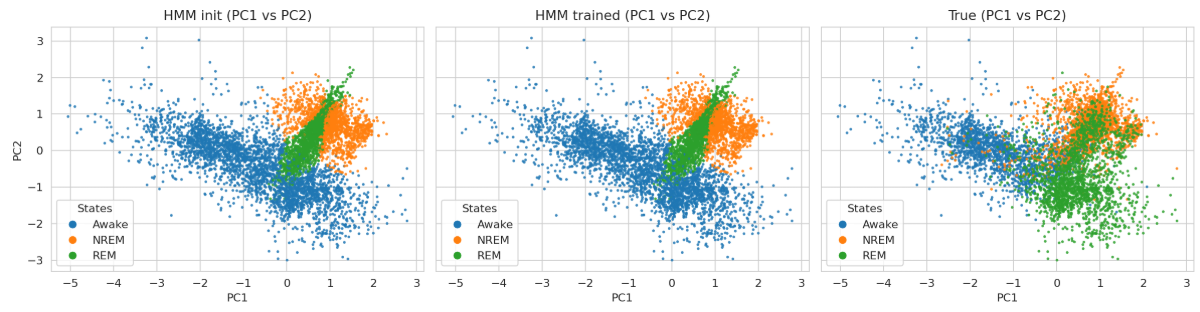 HMM init (PC1 vs PC2)
HMM trained (PC1 vs PC2)
True (PC1 vs PC2)
PC2
3
2
1
0
−1
−2
−3
States
Awake
NREM
REM
States
Awake
NREM
REM
States
Awake
NREM
REM
−5 −4 −3 −2 −1 0 1 2 3
−5 −4 −3 −2 −1 0 1 2 3
−5 −4 −3 −2 −1 0 1 2 3
PC1
PC1
PC1